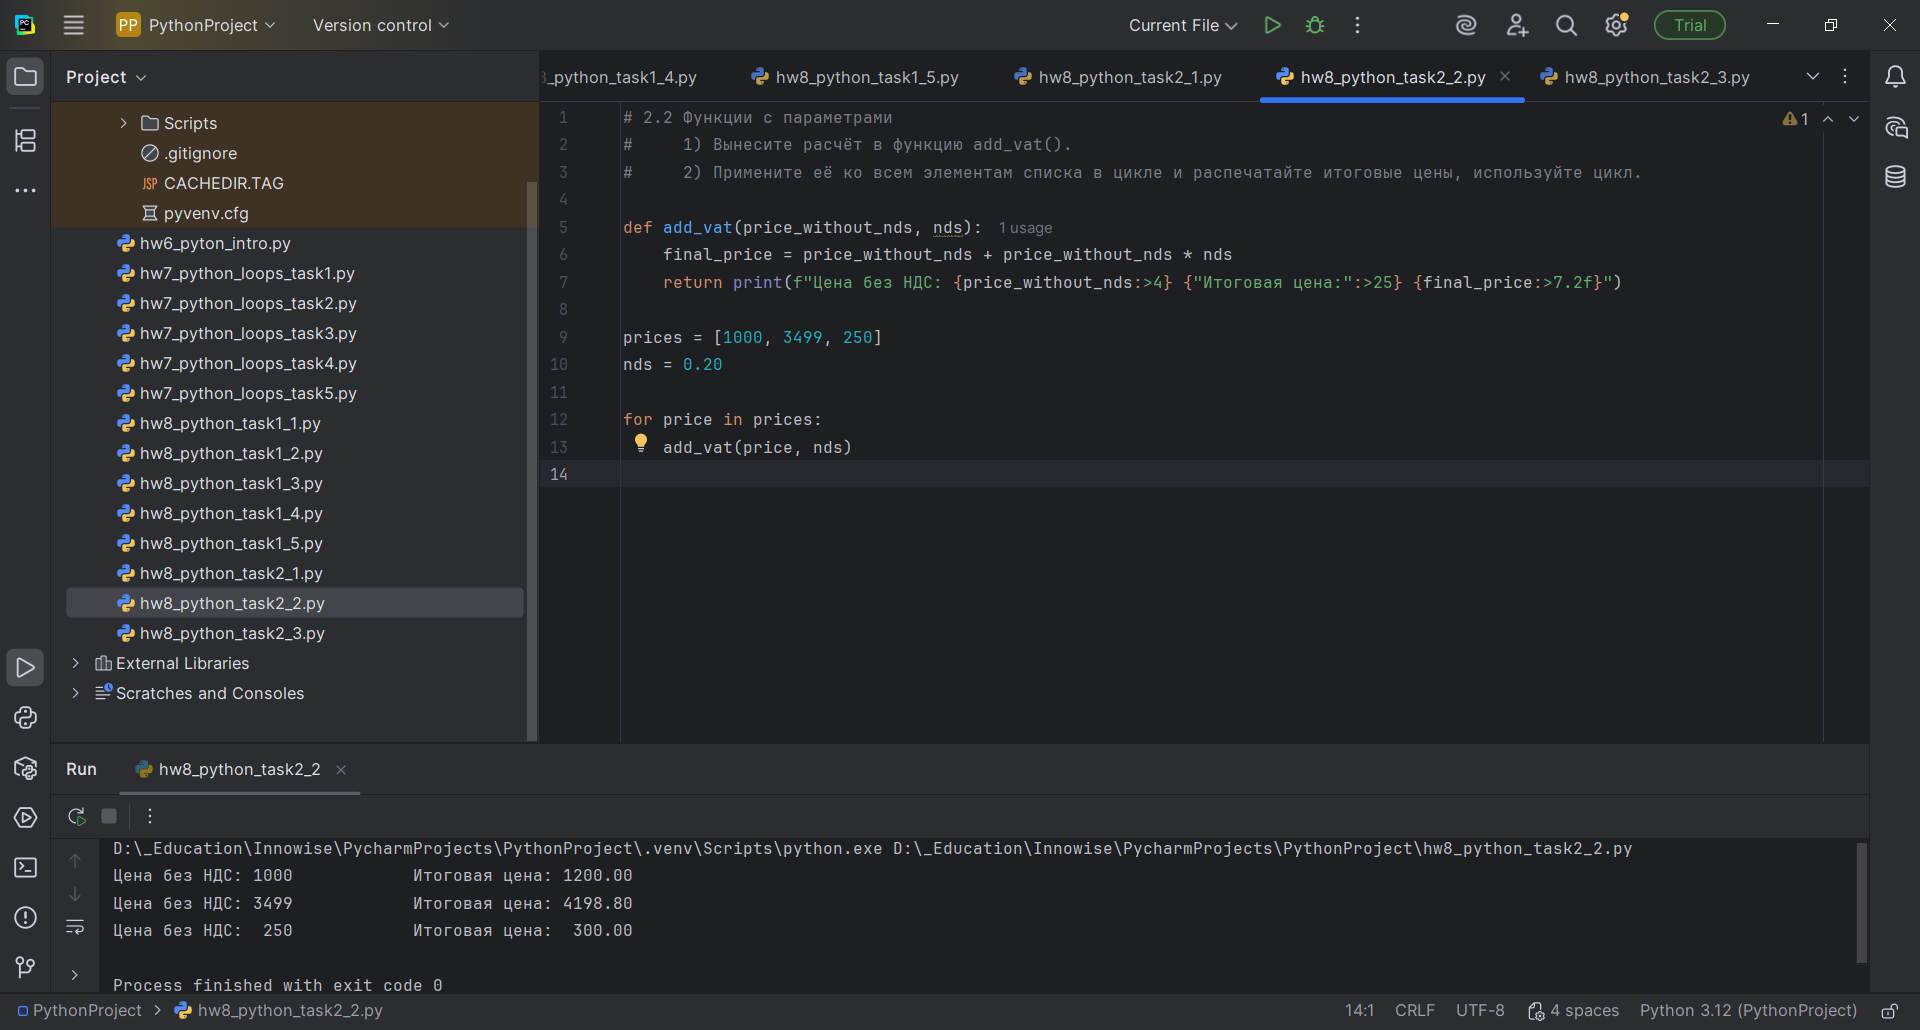 PC PP PythonProject Version control Current File Trial
Project
_python_task1_4.py hw8_python_task1_5.py hw8_python_task2_1.py hw8_python_task2_2.py hw8_python_task2_3.py
Scripts
.gitignore
JSP CACHEDIR.TAG
pyvenv.cfg
hw6_pyton_intro.py
hw7_python_loops_task1.py
hw7_python_loops_task2.py
hw7_python_loops_task3.py
hw7_python_loops_task4.py
hw7_python_loops_task5.py
hw8_python_task1_1.py
hw8_python_task1_2.py
hw8_python_task1_3.py
hw8_python_task1_4.py
hw8_python_task1_5.py
hw8_python_task2_1.py
hw8_python_task2_2.py
hw8_python_task2_3.py
External Libraries
Scratches and Consoles
1 # 2.2 Функции с параметрами
1
2 #     1) Вынесите расчёт в функцию add_vat().
3 #     2) Примените её ко всем элементам списка в цикле и распечатайте итоговые цены, используйте цикл.
4
5 def add_vat(price_without_nds, nds): 1 usage
6     final_price = price_without_nds + price_without_nds * nds
7     return print(f"Цена без НДС: {price_without_nds:>4} {"Итоговая цена:":>25} {final_price:>7.2f}")
8
9 prices = [1000, 3499, 250]
10 nds = 0.20
11
12 for price in prices:
13     add_vat(price, nds)
14
Run hw8_python_task2_2
D:\_Education\Innowise\PycharmProjects\PythonProject\.venv\Scripts\python.exe D:\_Education\Innowise\PycharmProjects\PythonProject\hw8_python_task2_2.py
Цена без НДС: 1000            Итоговая цена: 1200.00
Цена без НДС: 3499            Итоговая цена: 4198.80
Цена без НДС:  250            Итоговая цена:  300.00
Process finished with exit code 0
PythonProject > hw8_python_task2_2.py 14:1 CRLF UTF-8 4 spaces Python 3.12 (PythonProject)